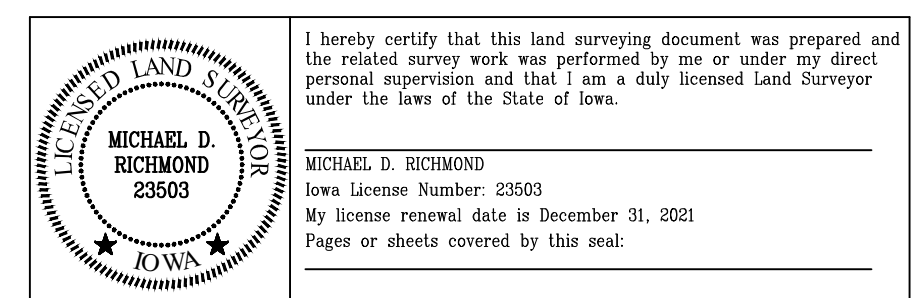 LICENSED LAND SURVEYOR
MICHAEL D.
RICHMOND
23503
IOWA
I hereby certify that this land surveying document was prepared and
the related survey work was performed by me or under my direct
personal supervision and that I am a duly licensed Land Surveyor
under the laws of the State of Iowa.
MICHAEL D. RICHMOND
Iowa License Number: 23503
My license renewal date is December 31, 2021
Pages or sheets covered by this seal: